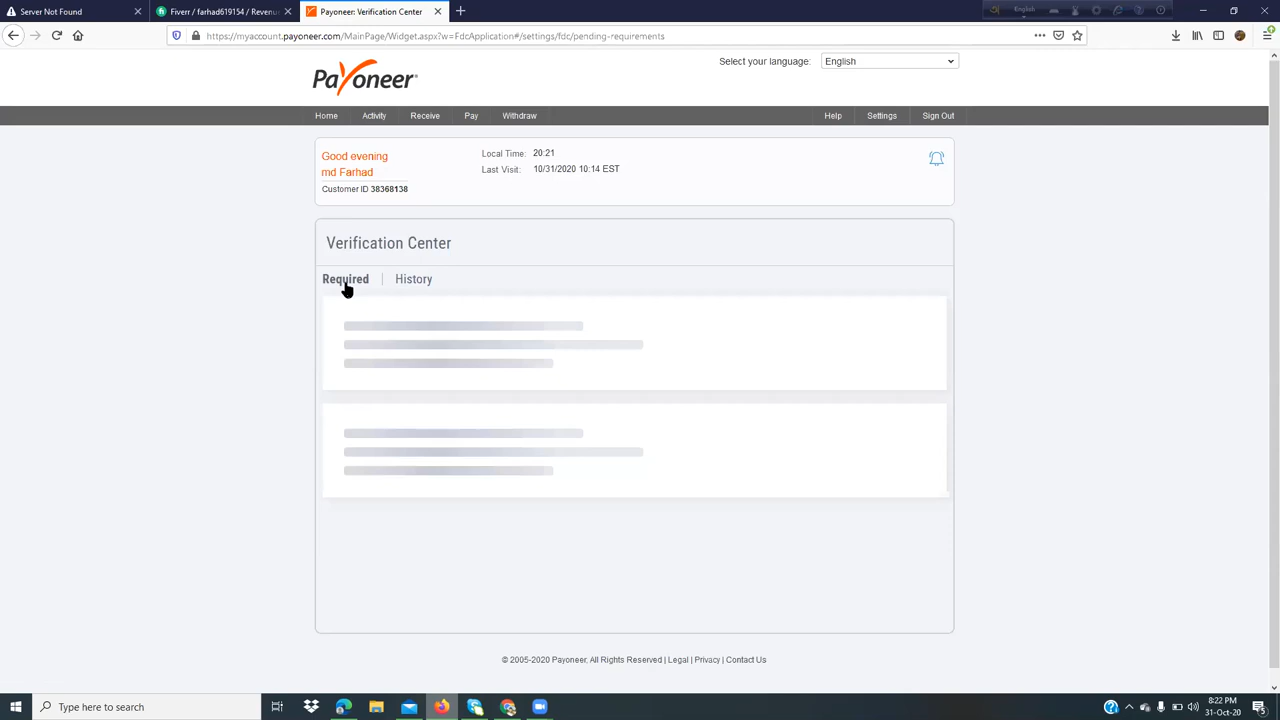 Server Not Found
Fiverr / farhad619154 / Revenu
Payoneer: Verification Center
English
https://myaccount.payoneer.com/MainPage/Widget.aspx?w=FdcApplication#/settings/fdc/pending-requirements
Payoneer
Select your language: English
Home Activity Receive Pay Withdraw Help Settings Sign Out
Good evening
md Farhad
Customer ID 38368138
Local Time: 20:21
Last Visit: 10/31/2020 10:14 EST
Verification Center
Required | History
© 2005-2020 Payoneer, All Rights Reserved | Legal | Privacy | Contact Us
Type here to search
8:22 PM
31-Oct-20
5